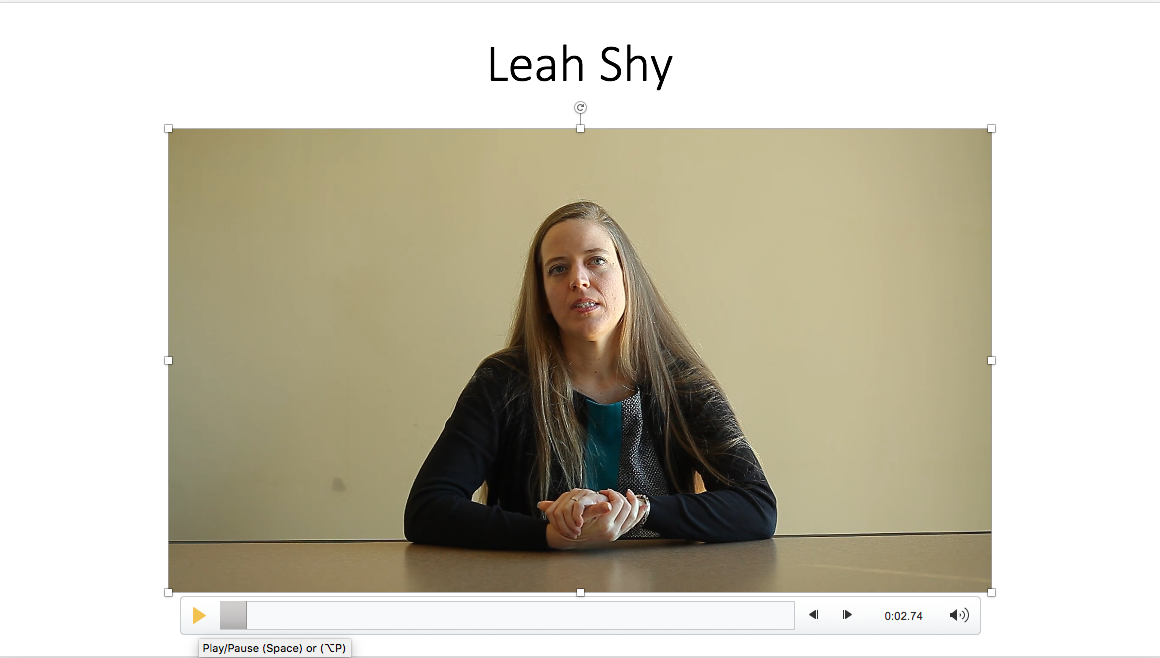 Leah Shy
0:02.74
Play/Pause (Space) or (⌥P)